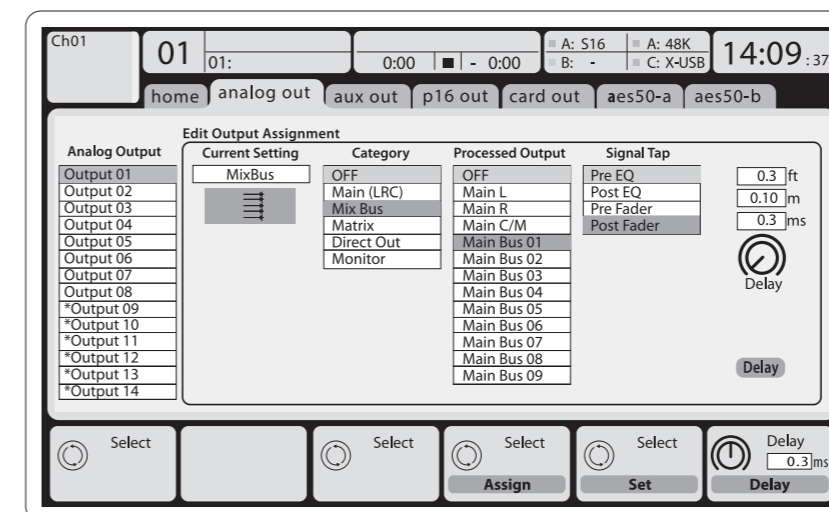 Ch01
01
01:
0:00 - 0:00
A: S16
A: 48K
B: -
C: X-USB
14:09 :37
home
analog out
aux out
p16 out
card out
aes50-a
aes50-b
Edit Output Assignment
Analog Output
Output 01
Output 02
Output 03
Output 04
Output 05
Output 06
Output 07
Output 08
*Output 09
*Output 10
*Output 11
*Output 12
*Output 13
*Output 14
Current Setting
MixBus
Category
OFF
Main (LRC)
Mix Bus
Matrix
Direct Out
Monitor
Processed Output
OFF
Main L
Main R
Main C/M
Main Bus 01
Main Bus 02
Main Bus 03
Main Bus 04
Main Bus 05
Main Bus 06
Main Bus 07
Main Bus 08
Main Bus 09
Signal Tap
Pre EQ
Post EQ
Pre Fader
Post Fader
0.3 ft
0.10 m
0.3 ms
Delay
Delay
Select
Select
Select
Assign
Select
Set
Delay
0.3 ms
Delay